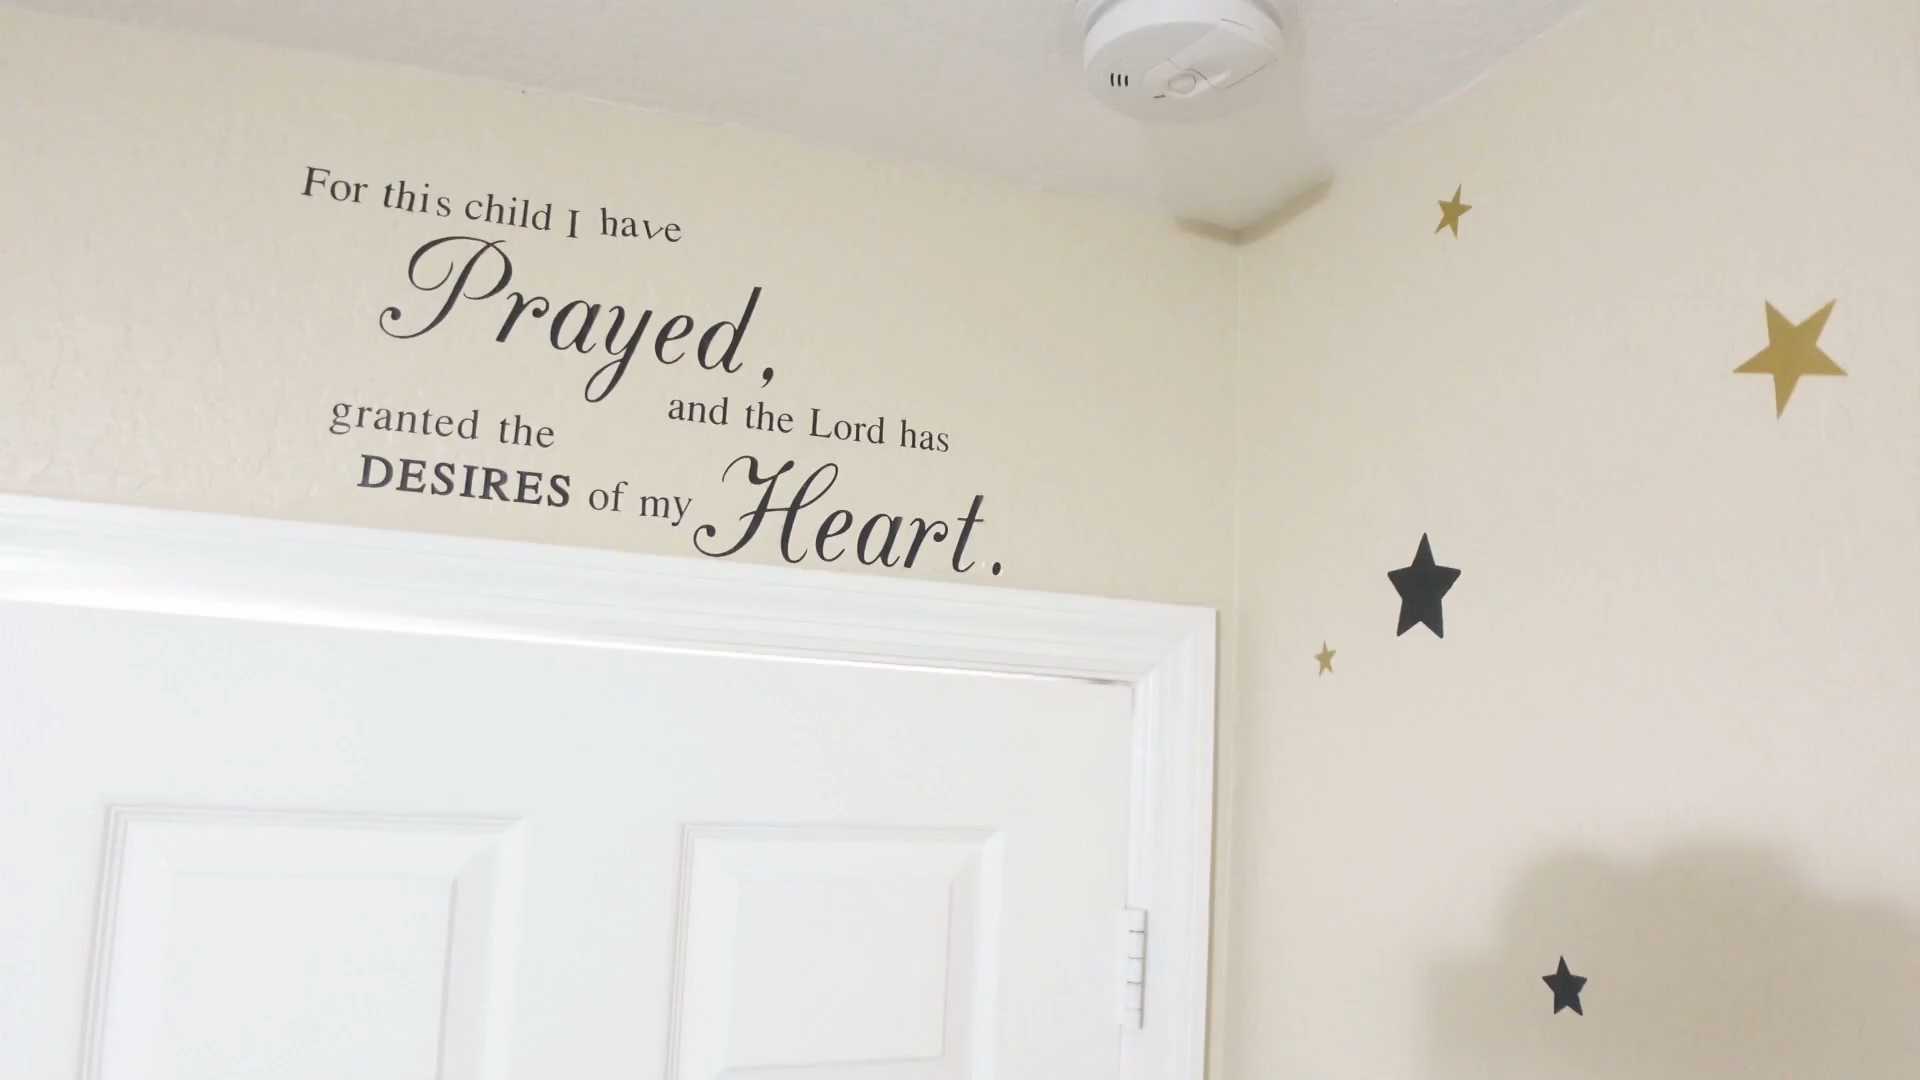 For this child I have
Prayed,
and the Lord has
granted the
DESIRES of my Heart.